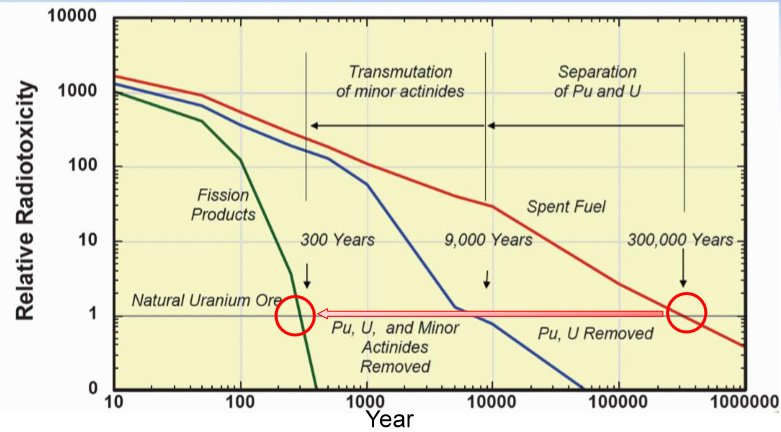 10000
1000
100
10
1
0
Relative Radiotoxicity
Transmutation
of minor actinides
Separation
of Pu and U
Fission
Products
Spent Fuel
300 Years
9,000 Years
300,000 Years
Natural Uranium Ore
Pu, U, and Minor
Actinides
Removed
Pu, U Removed
10
100
1000
10000
100000
1000000
Year